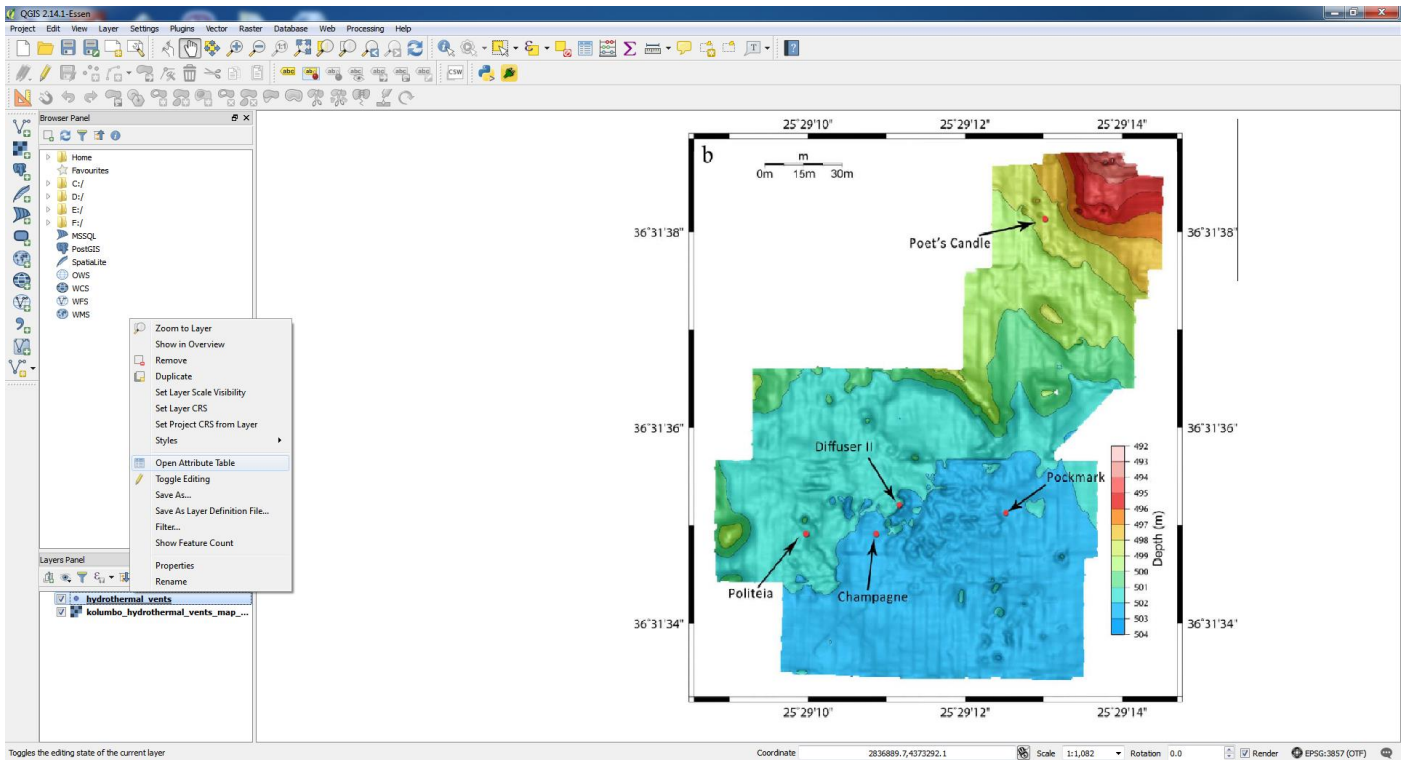 QGIS 2.14.1-Essen
Project Edit View Layer Settings Plugins Vector Raster Database Web Processing Help
abc ab abc abc abc abc CSW
Browser Panel
Home
Favourites
C:/
D:/
E:/
F:/
MSSQL
PostGIS
SpatiaLite
OWS
WCS
WFS
WMS
Zoom to Layer
Show in Overview
Remove
Duplicate
Set Layer Scale Visibility
Set Layer CRS
Set Project CRS from Layer
Styles
Open Attribute Table
Toggle Editing
Save As...
Save As Layer Definition File...
Filter...
Show Feature Count
Properties
Rename
Layers Panel
hydrothermal_vents
kolumbo_hydrothermal_vents_map_...
25°29'10" 25°29'12" 25°29'14"
b
m
0m 15m 30m
36°31'38" 36°31'38"
Poet's Candle
36°31'36" 36°31'36"
Diffuser II
Pockmark
Politeia
Champagne
492
493
494
495
496
497
498
499
500
501
502
503
504
Depth (m)
36°31'34" 36°31'34"
25°29'10" 25°29'12" 25°29'14"
Toggles the editing state of the current layer Coordinate 2836889.7,4373292.1 Scale 1:1,082 Rotation 0.0 Render EPSG:3857 (OTF)